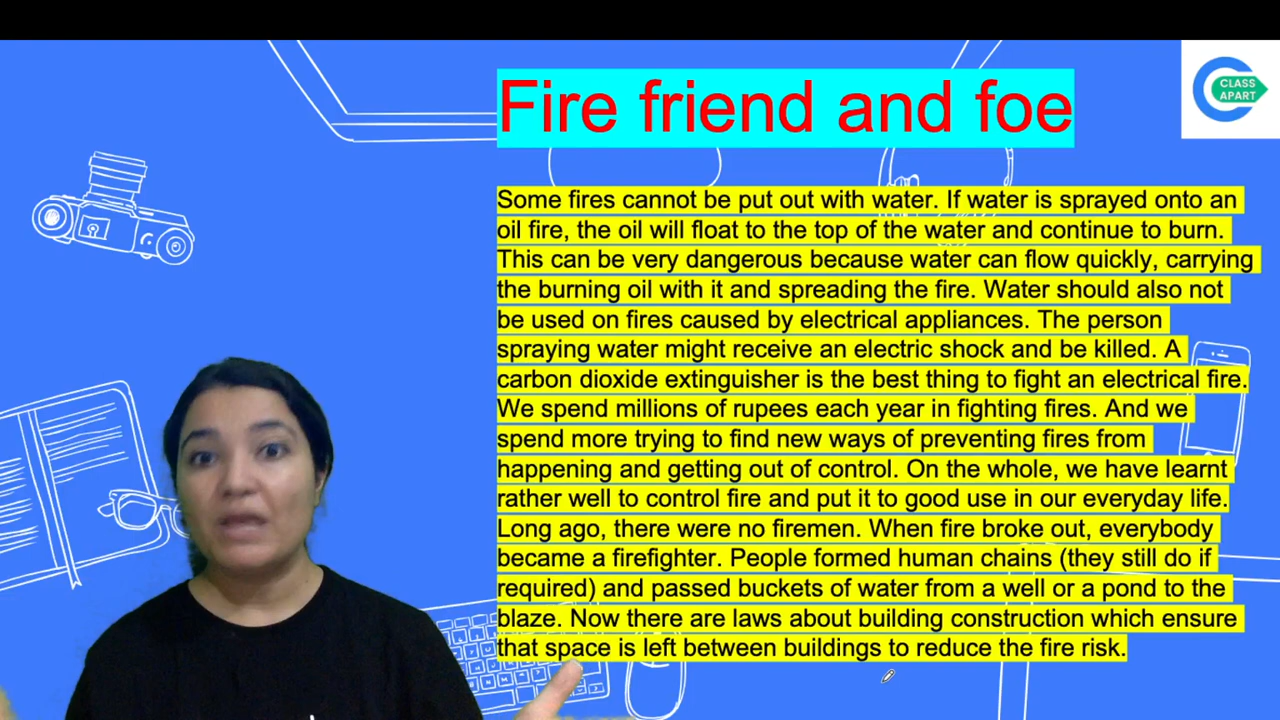 CLASS
APART
Fire friend and foe
Some fires cannot be put out with water. If water is sprayed onto an
oil fire, the oil will float to the top of the water and continue to burn.
This can be very dangerous because water can flow quickly, carrying
the burning oil with it and spreading the fire. Water should also not
be used on fires caused by electrical appliances. The person
spraying water might receive an electric shock and be killed. A
carbon dioxide extinguisher is the best thing to fight an electrical fire.
We spend millions of rupees each year in fighting fires. And we
spend more trying to find new ways of preventing fires from
happening and getting out of control. On the whole, we have learnt
rather well to control fire and put it to good use in our everyday life.
Long ago, there were no firemen. When fire broke out, everybody
became a firefighter. People formed human chains (they still do if
required) and passed buckets of water from a well or a pond to the
blaze. Now there are laws about building construction which ensure
that space is left between buildings to reduce the fire risk.